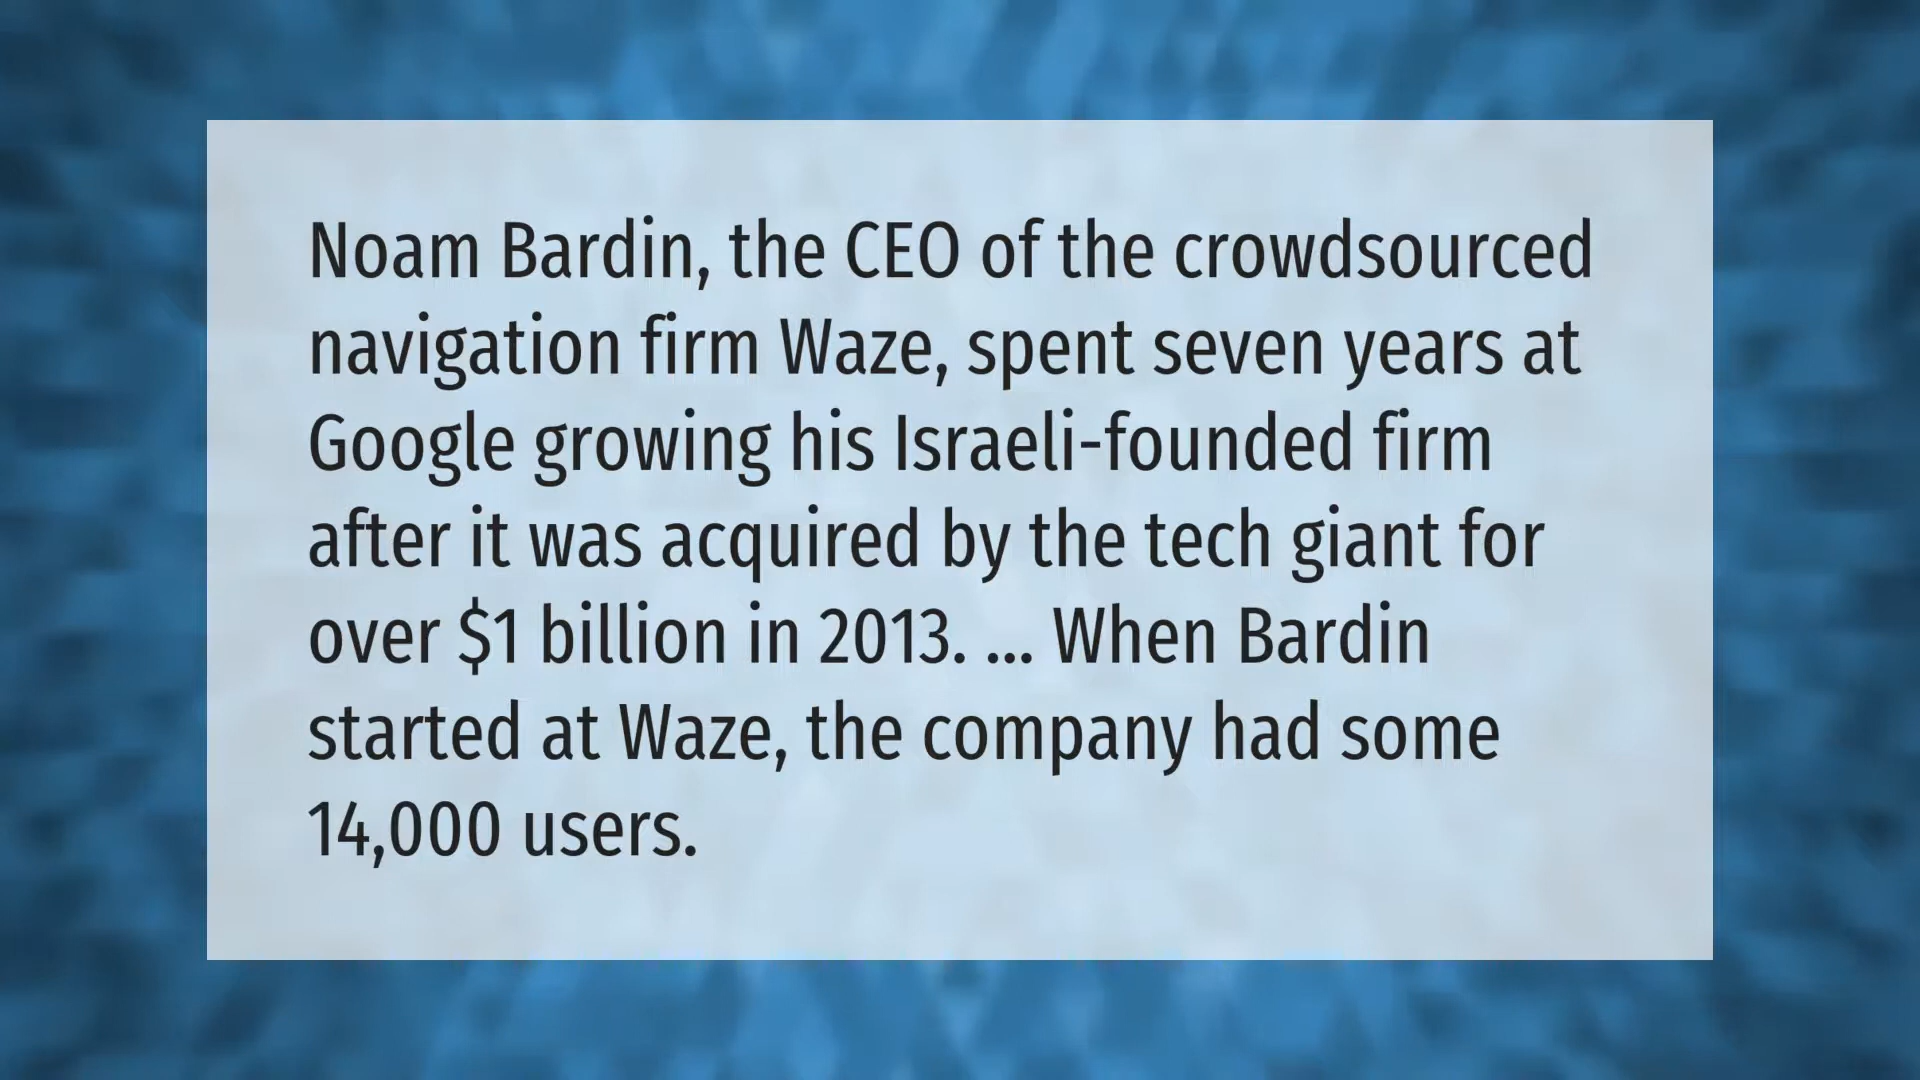 Noam Bardin, the CEO of the crowdsourced
navigation firm Waze, spent seven years at
Google growing his Israeli-founded firm
after it was acquired by the tech giant for
over $1 billion in 2013. ... When Bardin
started at Waze, the company had some
14,000 users.